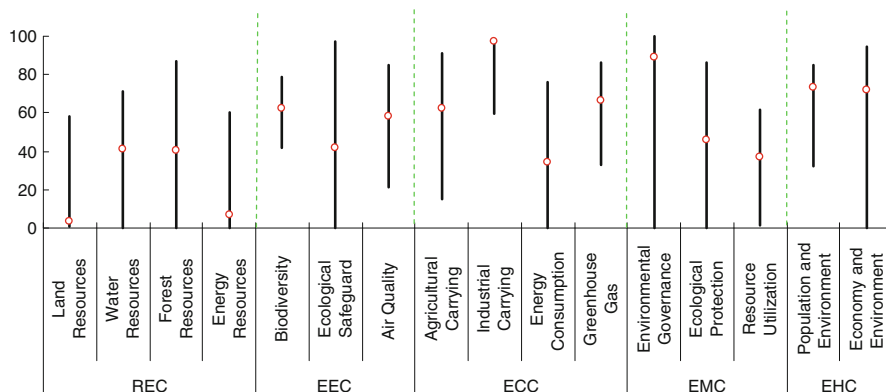 100
80
60
40
20
0
Land
Resources
Water
Resources
Forest
Resources
Energy
Resources
Biodiversity
Ecological
Safeguard
Air Quality
Agricultural
Carrying
Industrial
Carrying
Energy
Consumption
Greenhouse
Gas
Environmental
Governance
Ecological
Protection
Resource
Utilization
Population and
Environment
Economy and
Environment
REC
EEC
ECC
EMC
EHC